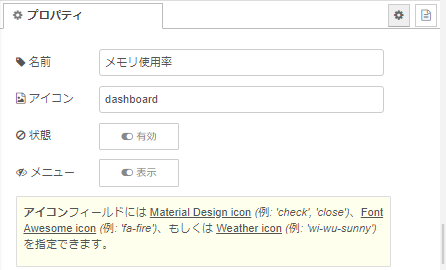 プロパティ
名前
メモリ使用率
アイコン
dashboard
状態
有効
メニュー
表示
アイコンフィールドには Material Design icon (例: 'check', 'close')、Font
Awesome icon (例: 'fa-fire')、もしくは Weather icon (例: 'wi-wu-sunny')
を指定できます。